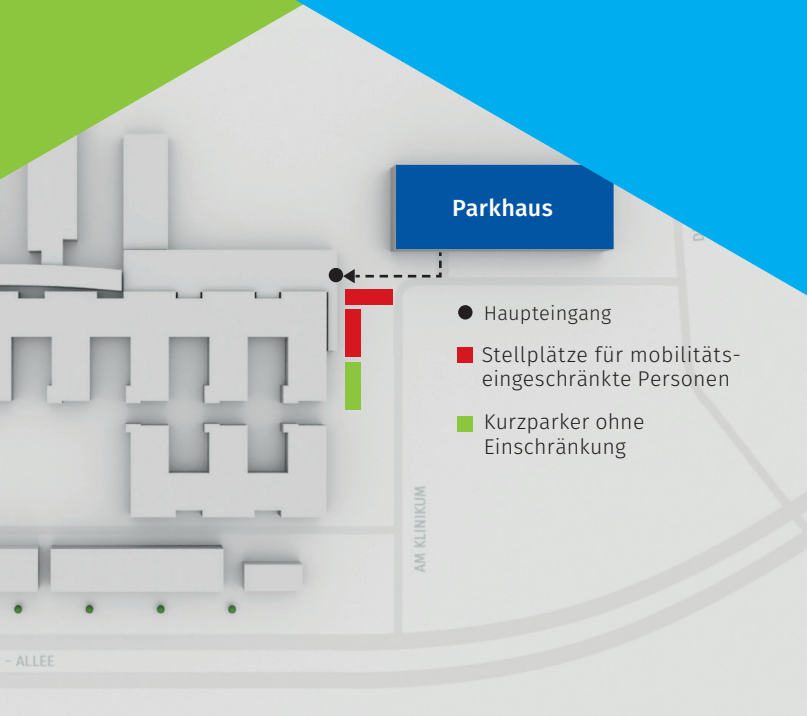 Parkhaus
Haupteingang
Stellplätze für mobilitäts-
eingeschränkte Personen
Kurzparker ohne
Einschränkung
AM KLINIKUM
- ALLEE